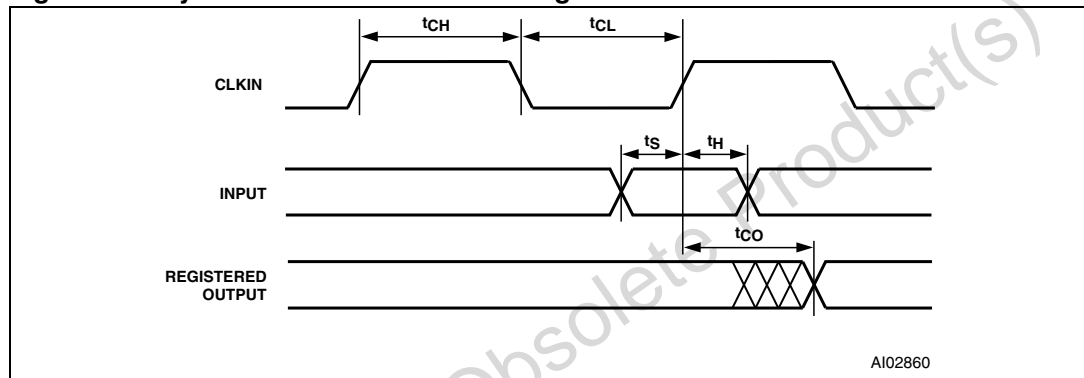 tCH
tCL
CLKIN
tS
tH
INPUT
tCO
REGISTERED
OUTPUT
AI02860
Obsolete Product(s)